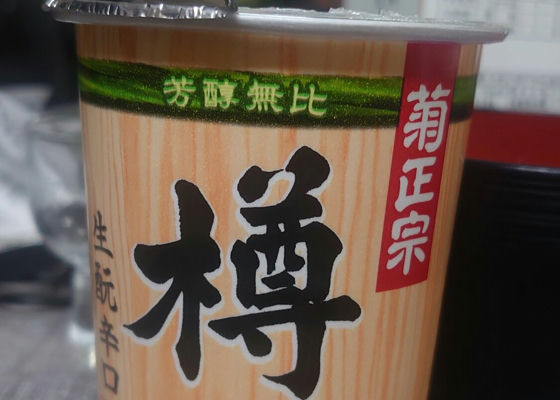 芳醇無比
菊正宗
樽
生酛辛口